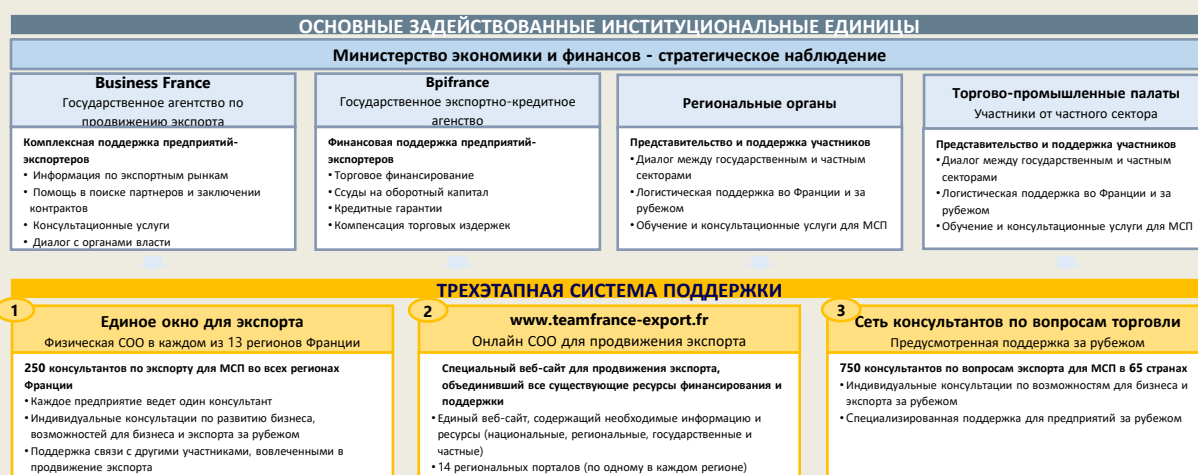 ОСНОВНЫЕ ЗАДЕЙСТВОВАННЫЕ ИНСТИТУЦИОНАЛЬНЫЕ ЕДИНИЦЫ
Министерство экономики и финансов - стратегическое наблюдение
Business France
Государственное агентство по
продвижению экспорта
Комплексная поддержка предприятий-
экспортеров
• Информация по экспортным рынкам
• Помощь в поиске партнеров и заключении
контрактов
• Консультационные услуги
• Диалог с органами власти
Bpifrance
Государственное экспортно-кредитное
агенство
Финансовая поддержка предприятий-
экспортеров
• Торговое финансирование
• Ссуды на оборотный капитал
• Кредитные гарантии
• Компенсация торговых издержек
Региональные органы
Представительство и поддержка участников
• Диалог между государственным и частным
секторами
• Логистическая поддержка во Франции и за
рубежом
• Обучение и консультационные услуги для МСП
Торгово-промышленные палаты
Участники от частного сектора
Представительство и поддержка участников
• Диалог между государственным и частным
секторами
• Логистическая поддержка во Франции и за
рубежом
• Обучение и консультационные услуги для МСП
ТРЕХЭТАПНАЯ СИСТЕМА ПОДДЕРЖКИ
1
Единое окно для экспорта
Физическая СОО в каждом из 13 регионов Франции
250 консультантов по экспорту для МСП во всех регионах
Франции
• Каждое предприятие ведет один консультант
• Индивидуальные консультации по развитию бизнеса,
возможностей для бизнеса и экспорта за рубежом
• Поддержка связи с другими участниками, вовлеченными в
продвижение экспорта
2
www.teamfrance-export.fr
Онлайн СОО для продвижения экспорта
Специальный веб-сайт для продвижения экспорта,
объединивший все существующие ресурсы финансирования и
поддержки
• Единый веб-сайт, содержащий необходимые информацию и
ресурсы (национальные, региональные, государственные и
частные)
• 14 региональных порталов (по одному в каждом регионе)
3
Сеть консультантов по вопросам торговли
Предусмотренная поддержка за рубежом
750 консультантов по вопросам экспорта для МСП в 65 странах
• Индивидуальные консультации по возможностям для бизнеса и
экспорта за рубежом
• Специализированная поддержка для предприятий за рубежом